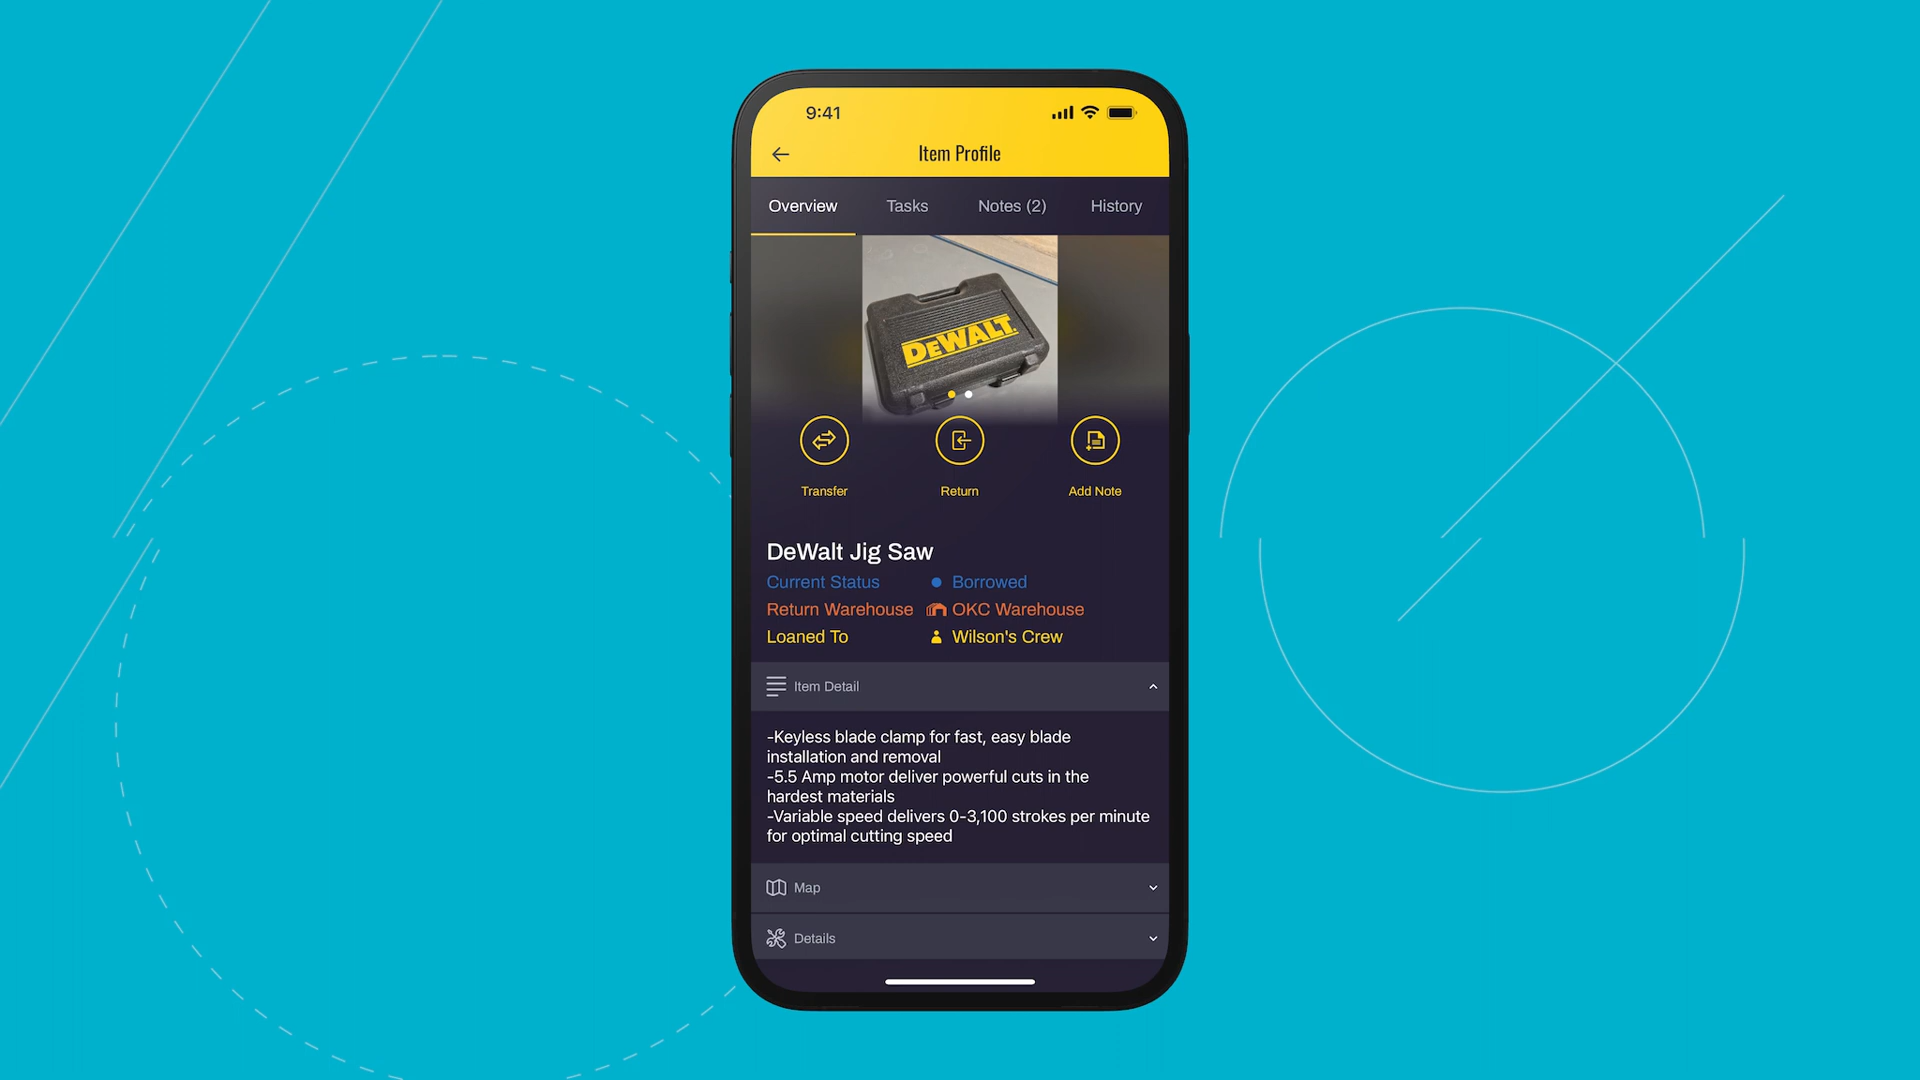 9:41
Item Profile
Overview Tasks Notes (2) History
DEWALT.
Transfer Return Add Note
DeWalt Jig Saw
Current Status Borrowed
Return Warehouse OKC Warehouse
Loaned To Wilson's Crew
Item Detail
-Keyless blade clamp for fast, easy blade
installation and removal
-5.5 Amp motor deliver powerful cuts in the
hardest materials
-Variable speed delivers 0-3,100 strokes per minute
for optimal cutting speed
Map
Details